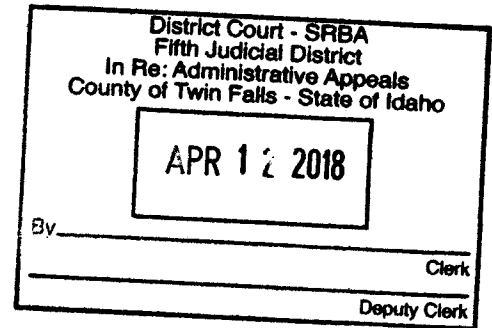 District Court - SRBA
Fifth Judicial District
In Re: Administrative Appeals
County of Twin Falls - State of Idaho
APR 12 2018
By
Clerk
Deputy Clerk